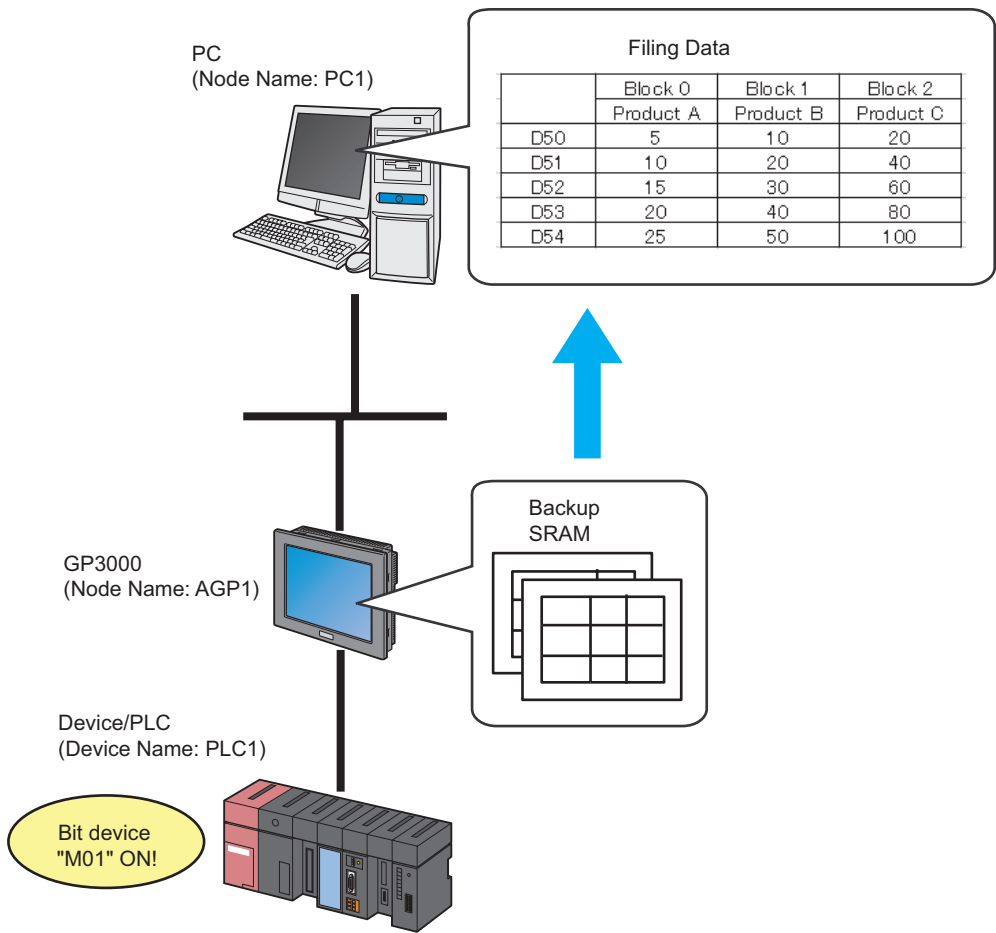 PC
(Node Name: PC1)
Filing Data
Block 0 Block 1 Block 2
Product A Product B Product C
D50 5 10 20
D51 10 20 40
D52 15 30 60
D53 20 40 80
D54 25 50 100
Backup
SRAM
GP3000
(Node Name: AGP1)
Device/PLC
(Device Name: PLC1)
Bit device
"M01" ON!